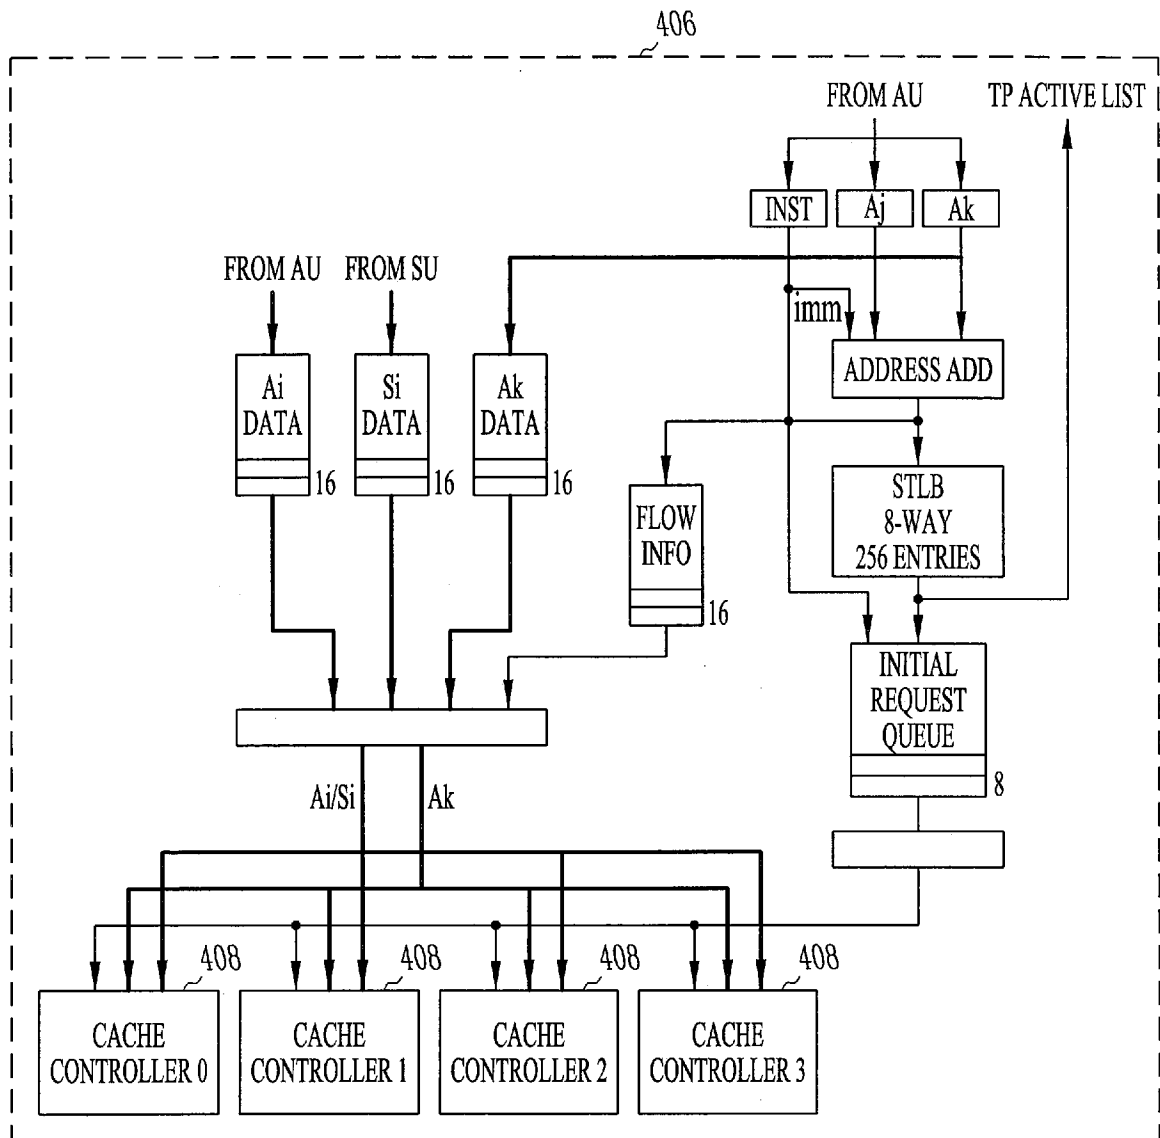 406
FROM AU
TP ACTIVE LIST
INST
Aj
Ak
FROM AU
FROM SU
imm
Ai
DATA
16
Si
DATA
16
Ak
DATA
16
ADDRESS ADD
FLOW
INFO
16
STLB
8-WAY
256 ENTRIES
INITIAL
REQUEST
QUEUE
8
Ai/Si
Ak
408
CACHE
CONTROLLER 0
408
CACHE
CONTROLLER 1
408
CACHE
CONTROLLER 2
408
CACHE
CONTROLLER 3